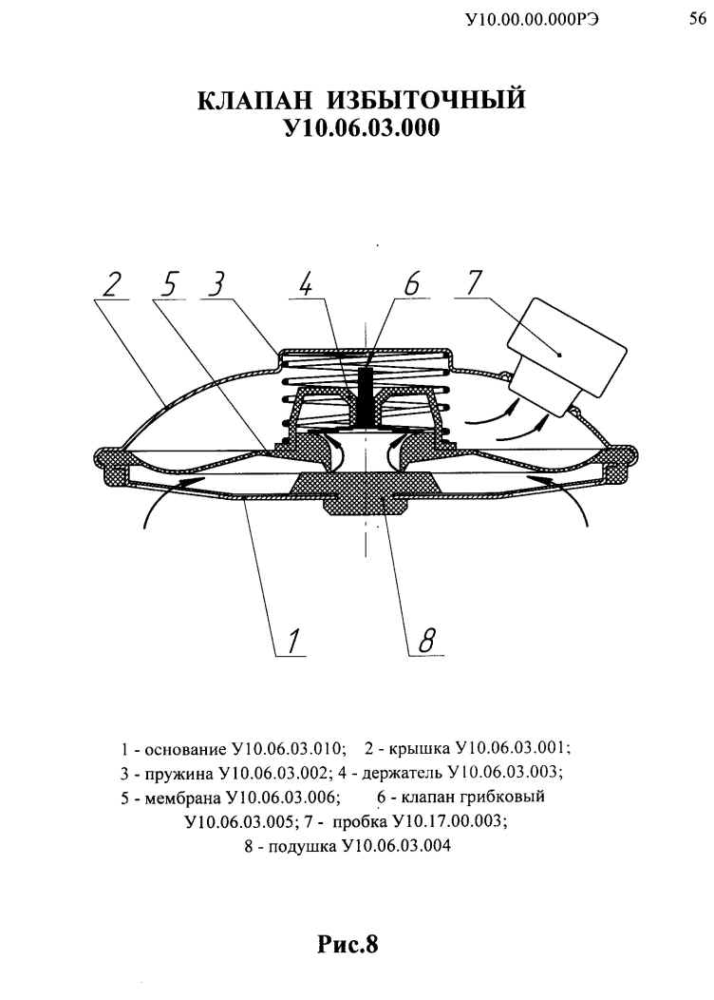 У10.00.00.000РЭ 56
КЛАПАН ИЗБЫТОЧНЫЙ
У10.06.03.000
2 5 3 4 6 7
1 8
1 - основание У10.06.03.010; 2 - крышка У10.06.03.001;
3 - пружина У10.06.03.002; 4 - держатель У10.06.03.003;
5 - мембрана У10.06.03.006; 6 - клапан грибковый
У10.06.03.005; 7 - пробка У10.17.00.003;
8 - подушка У10.06.03.004
Рис.8